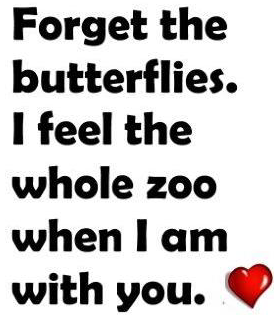 Forget the
butterflies.
I feel the
whole zoo
when I am
with you.